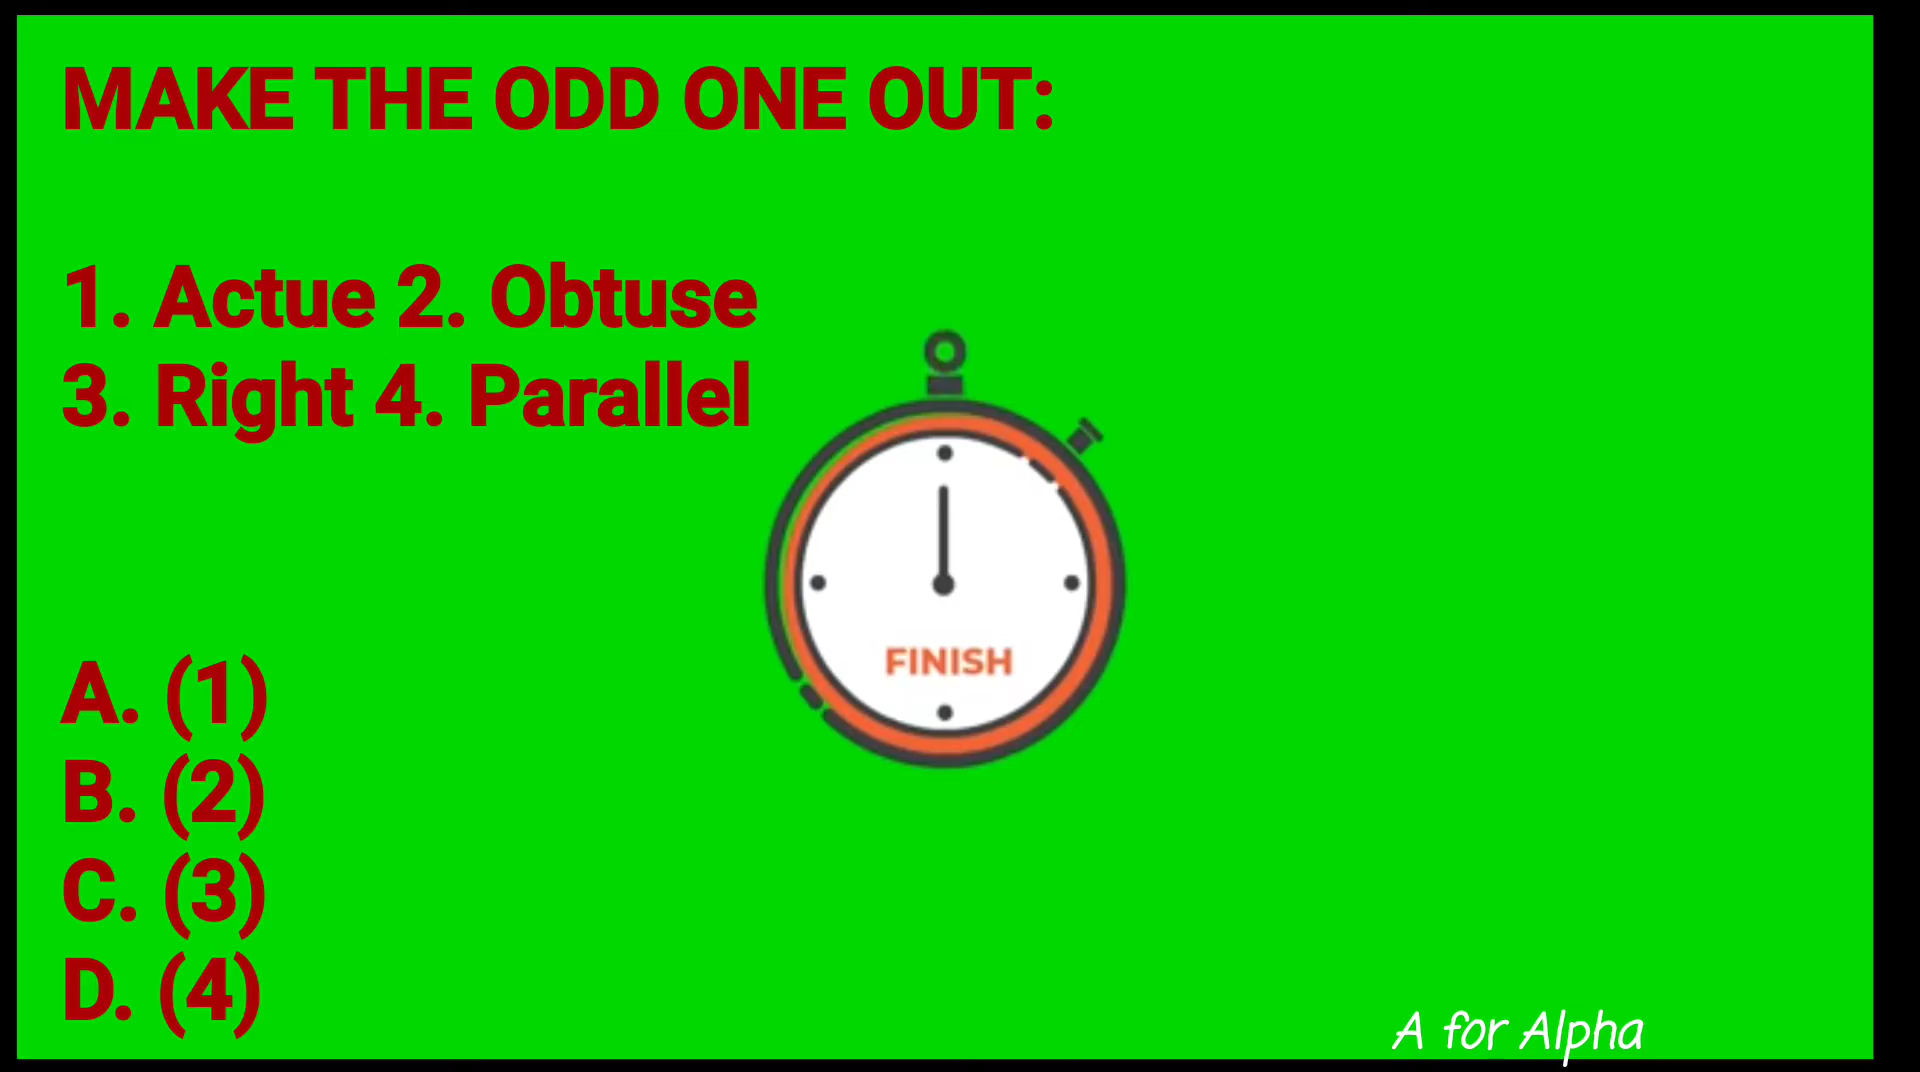 MAKE THE ODD ONE OUT:
1. Actue 2. Obtuse
3. Right 4. Parallel
FINISH
A. (1)
B. (2)
C. (3)
D. (4)
A for Alpha